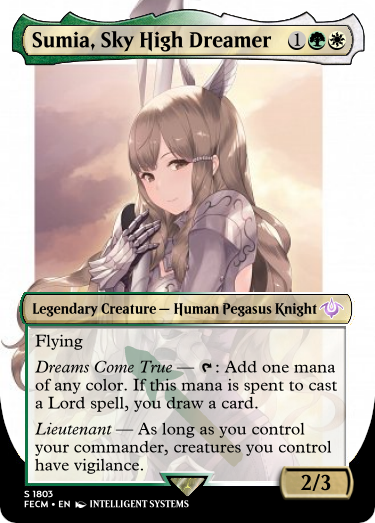 Sumia, Sky High Dreamer 1
Legendary Creature — Human Pegasus Knight
Flying
Dreams Come True — : Add one mana
of any color. If this mana is spent to cast
a Lord spell, you draw a card.
Lieutenant — As long as you control
your commander, creatures you control
have vigilance.
2/3
S 1803
FECM • EN INTELLIGENT SYSTEMS